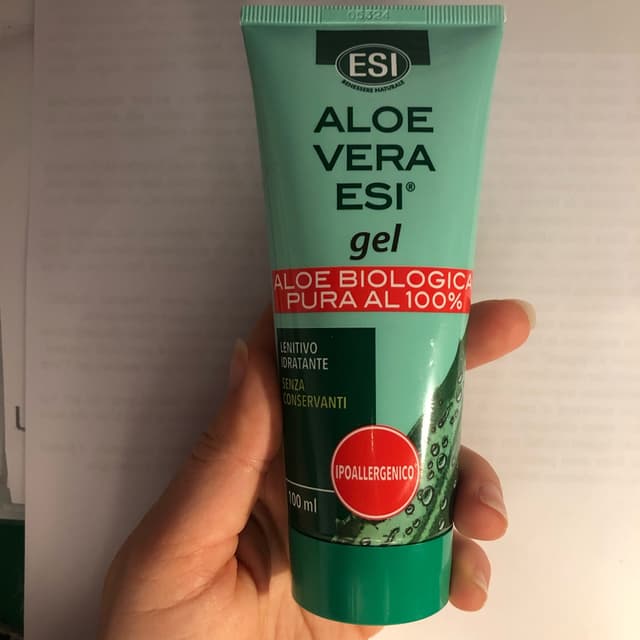 05324
ESI
BENESSERE NATURALE
ALOE
VERA
ESI®
gel
ALOE BIOLOGICA
PURA AL 100%
LENITIVO
IDRATANTE
SENZA
CONSERVANTI
IPOALLERGENICO
100 ml